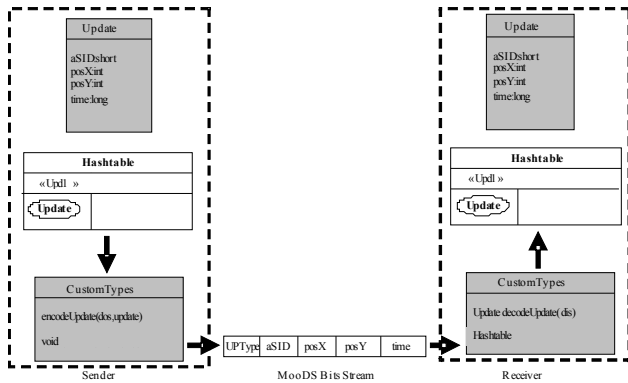 Update
aSID:short
posX:int
posY:int
time:long
Hashtable
«Upd1 »
Update
CustomTypes
encodeUpdate(dos,update)
void
Sender
UPType aSID posX posY time
MooDS Bits Stream
Update
aSID:short
posX:int
posY:int
time:long
Hashtable
«Upd1 »
Update
CustomTypes
Update decodeUpdate( dis)
Hashtable
Receiver